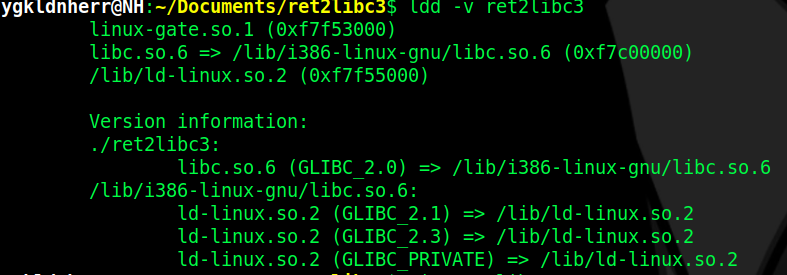 ygkldnherr@NH:~/Documents/ret2libc3$ ldd -v ret2libc3
linux-gate.so.1 (0xf7f53000)
libc.so.6 => /lib/i386-linux-gnu/libc.so.6 (0xf7c00000)
/lib/ld-linux.so.2 (0xf7f55000)
Version information:
./ret2libc3:
libc.so.6 (GLIBC_2.0) => /lib/i386-linux-gnu/libc.so.6
/lib/i386-linux-gnu/libc.so.6:
ld-linux.so.2 (GLIBC_2.1) => /lib/ld-linux.so.2
ld-linux.so.2 (GLIBC_2.3) => /lib/ld-linux.so.2
ld-linux.so.2 (GLIBC_PRIVATE) => /lib/ld-linux.so.2